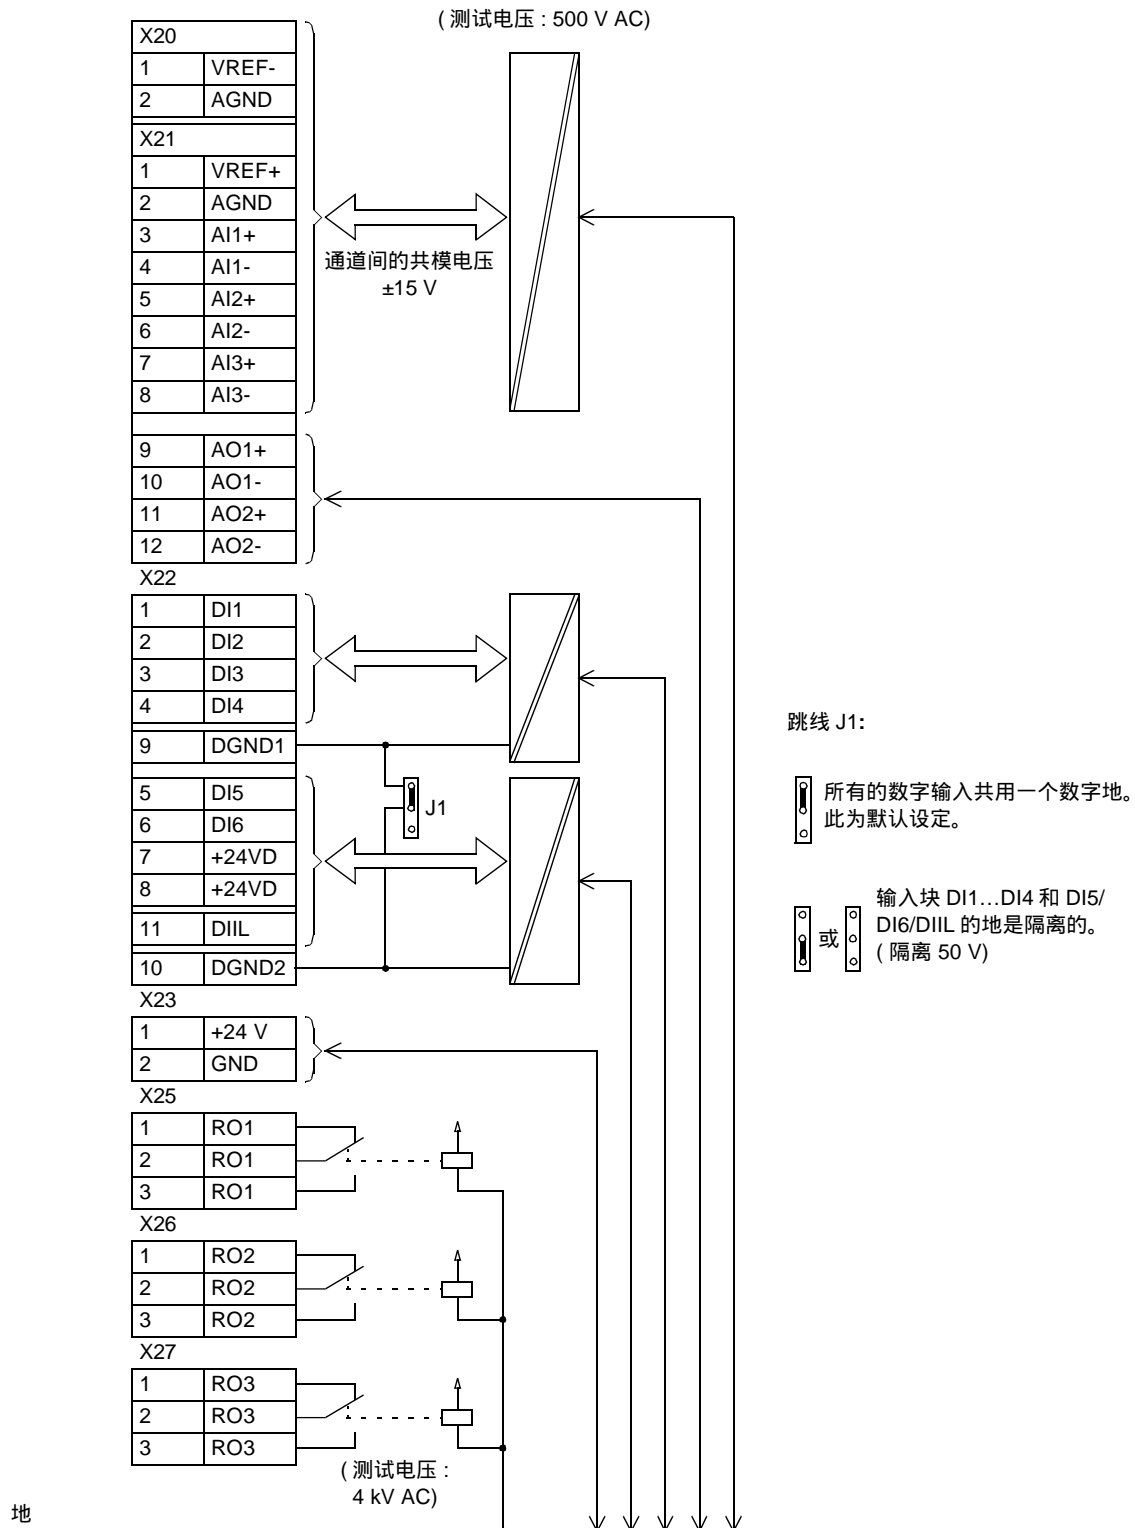 ( 测试电压 : 500 V AC)
X20
1 VREF-
2 AGND
X21
1 VREF+
2 AGND
3 AI1+
4 AI1-
5 AI2+
6 AI2-
7 AI3+
8 AI3-
通道间的共模电压
±15 V
9 AO1+
10 AO1-
11 AO2+
12 AO2-
X22
1 DI1
2 DI2
3 DI3
4 DI4
9 DGND1
5 DI5
6 DI6
7 +24VD
8 +24VD
11 DIIL
10 DGND2
J1
跳线 J1:
所有的数字输入共用一个数字地。
此为默认设定。
或
输入块 DI1…DI4 和 DI5/
DI6/DIIL 的地是隔离的。
( 隔离 50 V)
X23
1 +24 V
2 GND
X25
1 RO1
2 RO1
3 RO1
X26
1 RO2
2 RO2
3 RO2
X27
1 RO3
2 RO3
3 RO3
( 测试电压 :
4 kV AC)
地